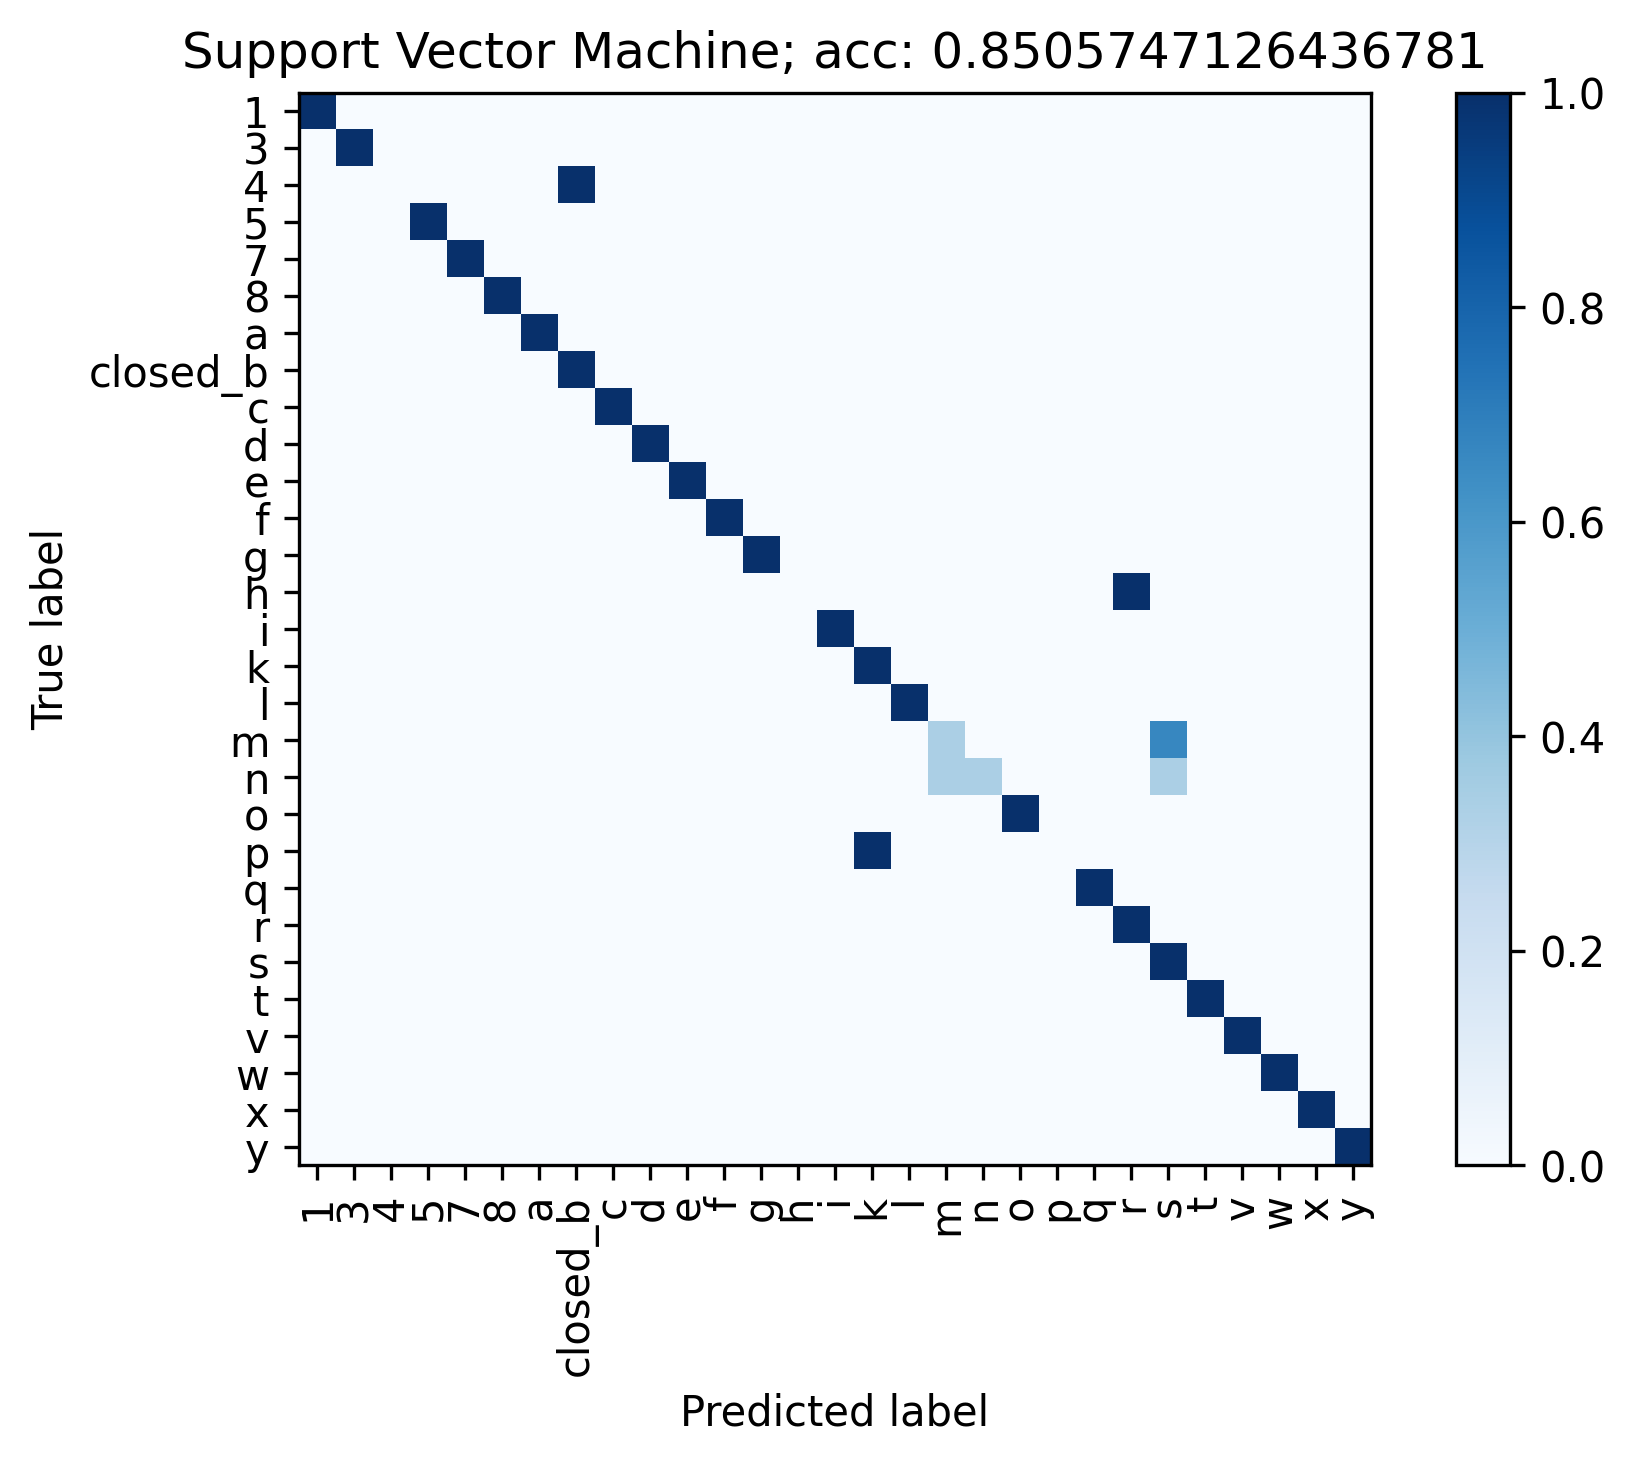 Support Vector Machine; acc: 0.8505747126436781
True label
1
3
4
5
7
8
a
closed_b
c
d
e
f
g
h
i
k
l
m
n
o
p
q
r
s
t
v
w
x
y
1 3 4 5 7 8 a closed_b c d e f g h i k l m n o p q r s t v w x y
Predicted label
1.0
0.8
0.6
0.4
0.2
0.0